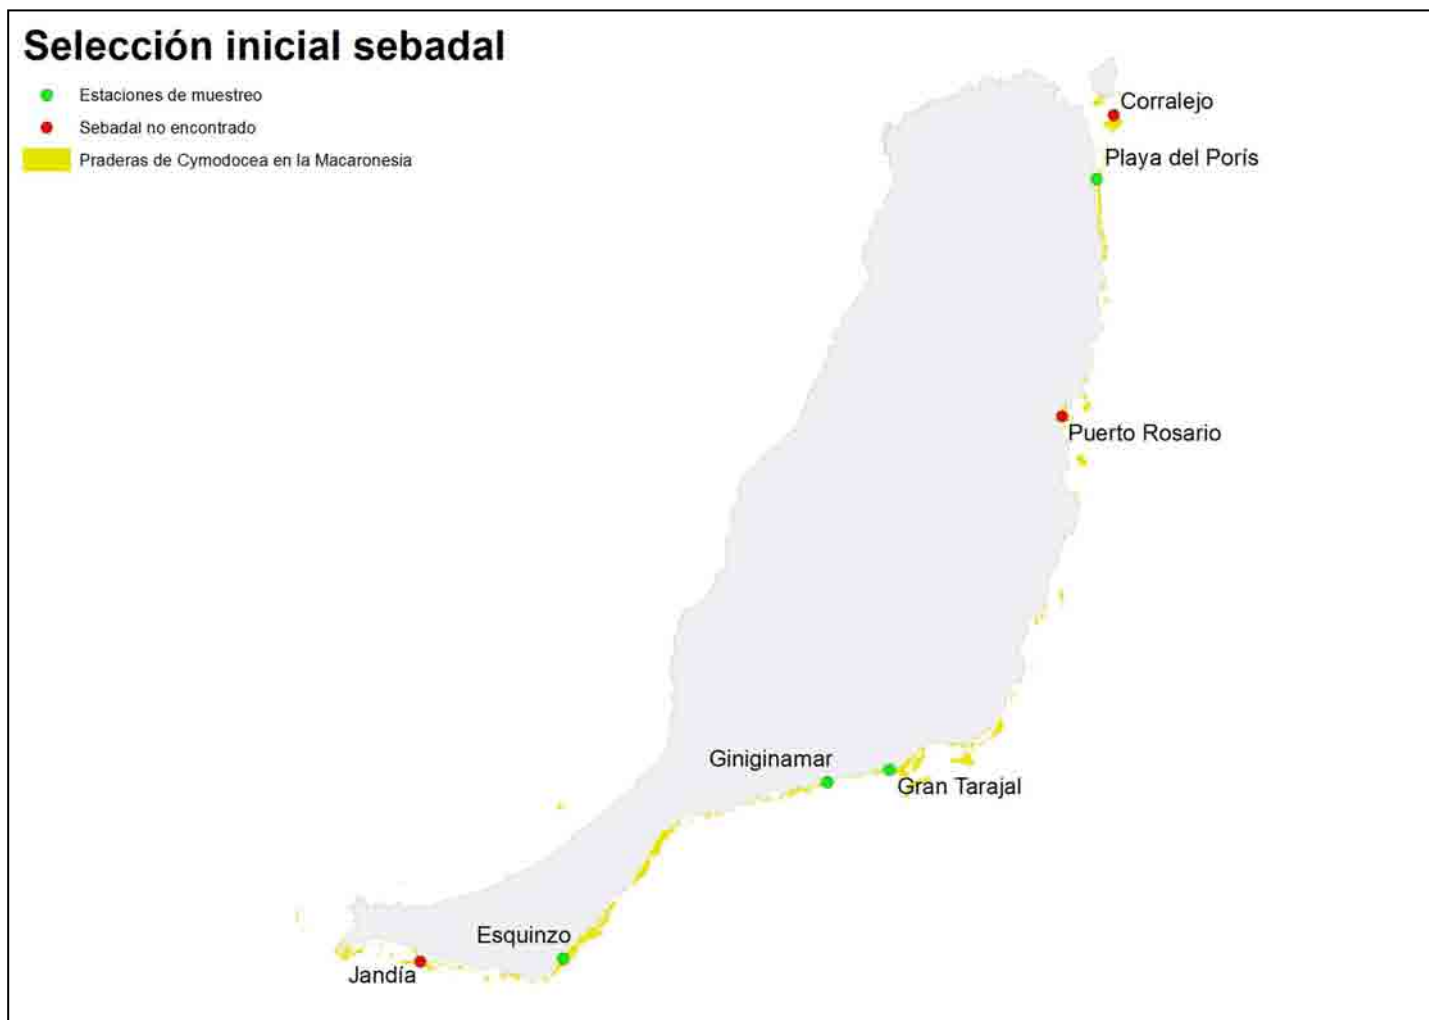 Selección inicial sebadal
Estaciones de muestreo
Sebadal no encontrado
Praderas de Cymodocea en la Macaronesia
Corralejo
Playa del Porís
Puerto Rosario
Giniginamar
Gran Tarajal
Esquinzo
Jandía